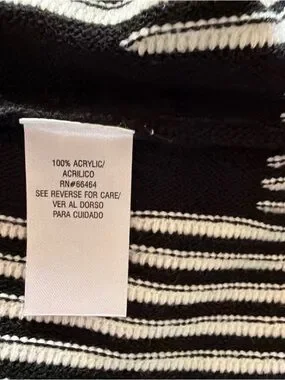 100% ACRYLIC/
ACRILICO
RN#66464
SEE REVERSE FOR CARE/
VER AL DORSO
PARA CUIDADO